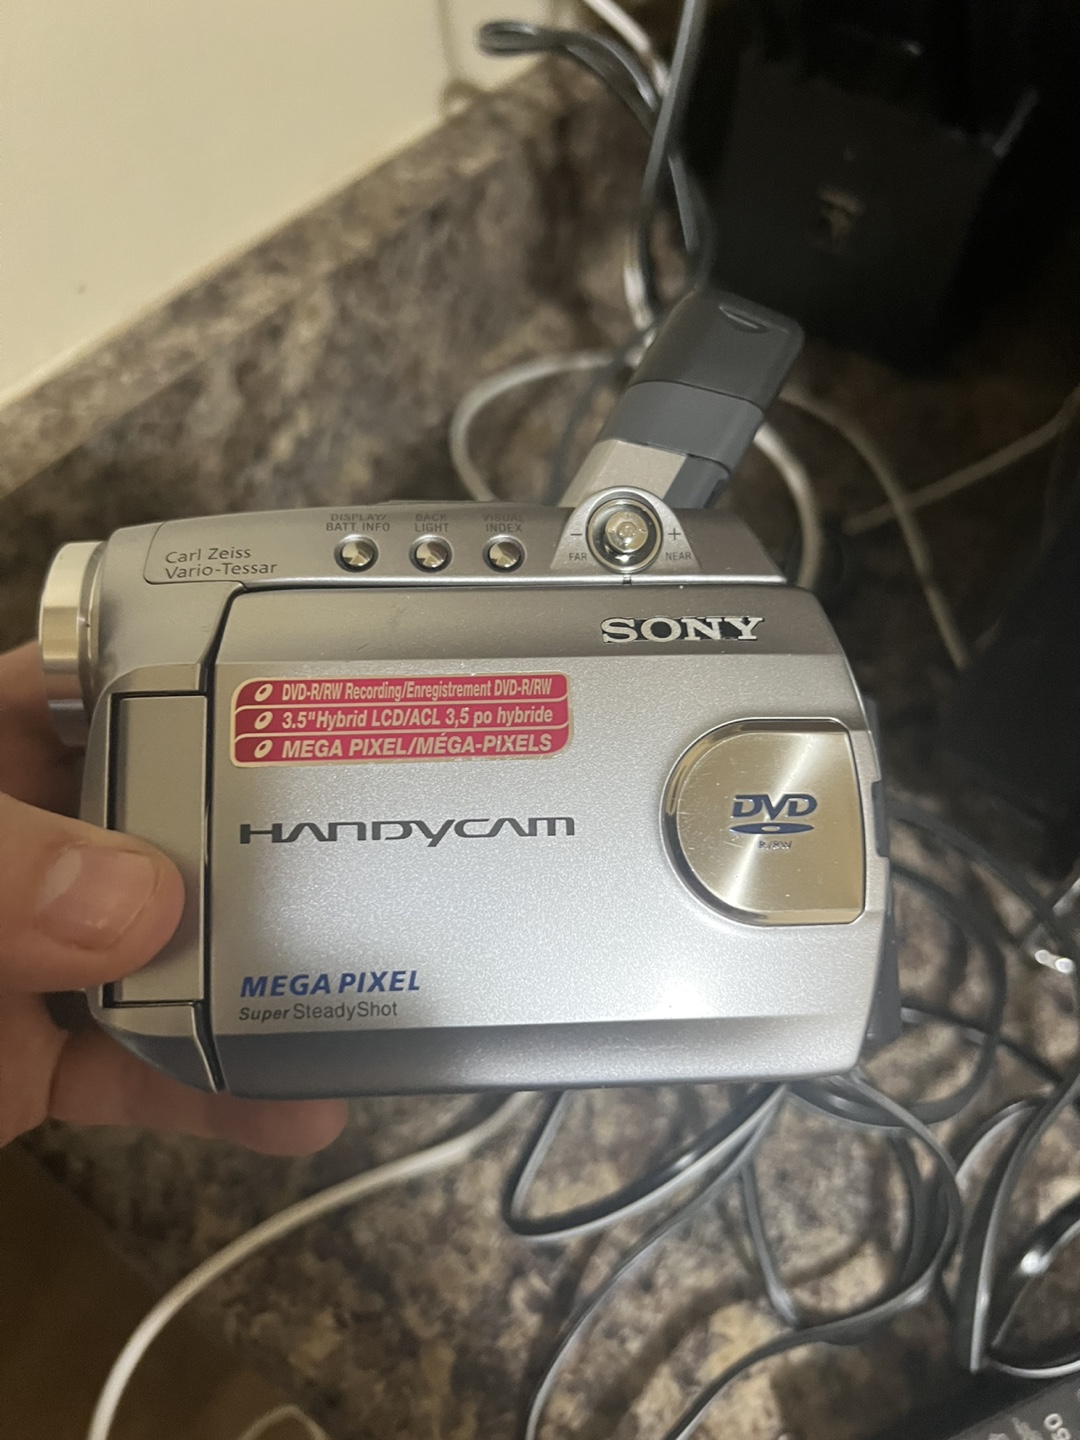 DISPLAY/
BATT INFO
BACK
LIGHT
VISUAL
INDEX
Carl Zeiss
Vario-Tessar
− +
FAR NEAR
SONY
DVD-R/RW Recording/Enregistrement DVD-R/RW
3.5" Hybrid LCD/ACL 3,5 po hybride
MEGA PIXEL/MÉGA-PIXELS
HANDYCAM
DVD
R/RW
MEGA PIXEL
Super SteadyShot